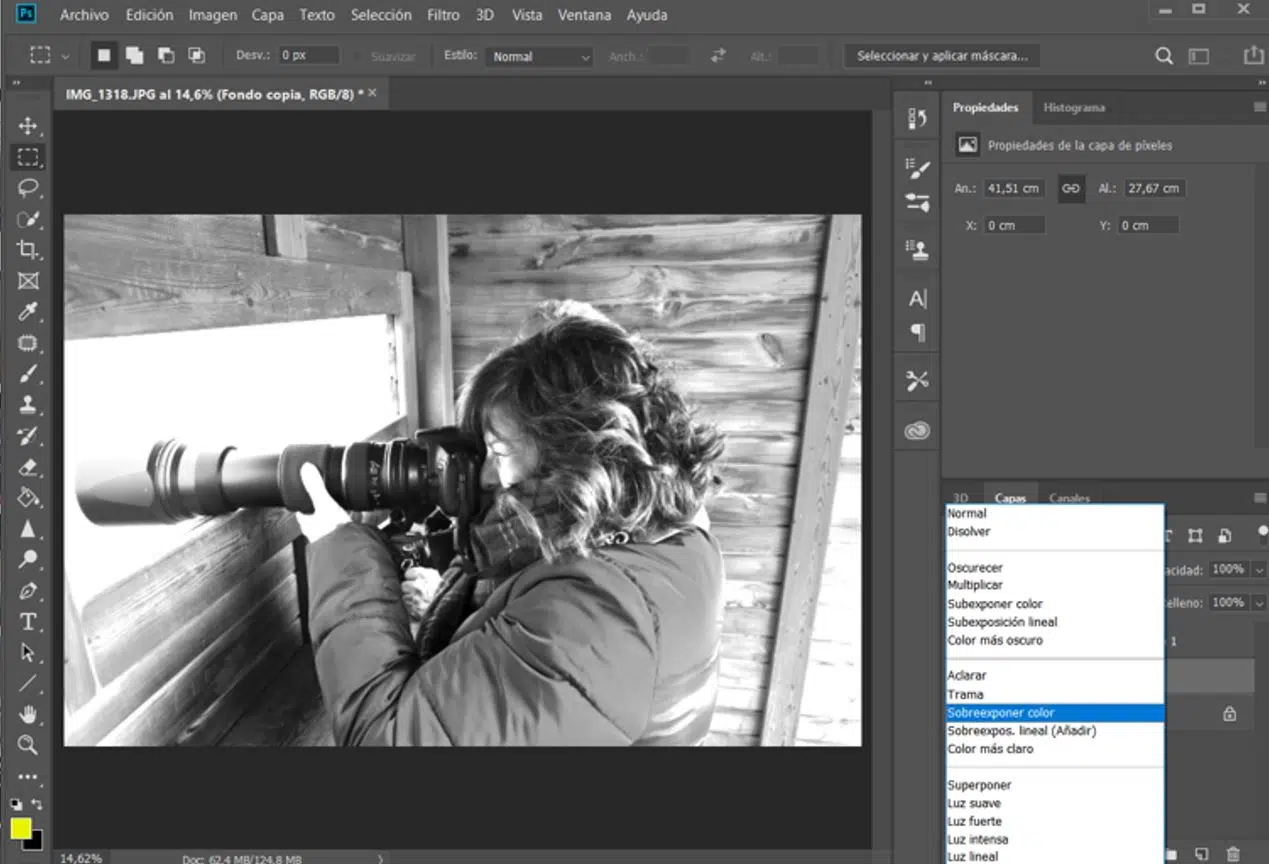 Ps Archivo Edición Imagen Capa Texto Selección Filtro 3D Vista Ventana Ayuda
Desv.: 0 px Suavizar Estilo: Normal Anch.: Alt.: Seleccionar y aplicar máscara...
IMG_1318.JPG al 14,6% (Fondo copia, RGB/8) *
Propiedades Histograma
Propiedades de la capa de píxeles
An.: 41,51 cm Al.: 27,67 cm
X: 0 cm Y: 0 cm
3D Capas Canales
Normal
Disolver
Oscurecer
acidad: 100%
Multiplicar
Subexponer color
elleno: 100%
Subexposición lineal
Color más oscuro
1
Aclarar
Trama
Sobreexponer color
Sobreexpos. lineal (Añadir)
Color más claro
Superponer
Luz suave
Luz fuerte
Luz intensa
Luz lineal
14,62% Doc: 62,4 MB/124,8 MB